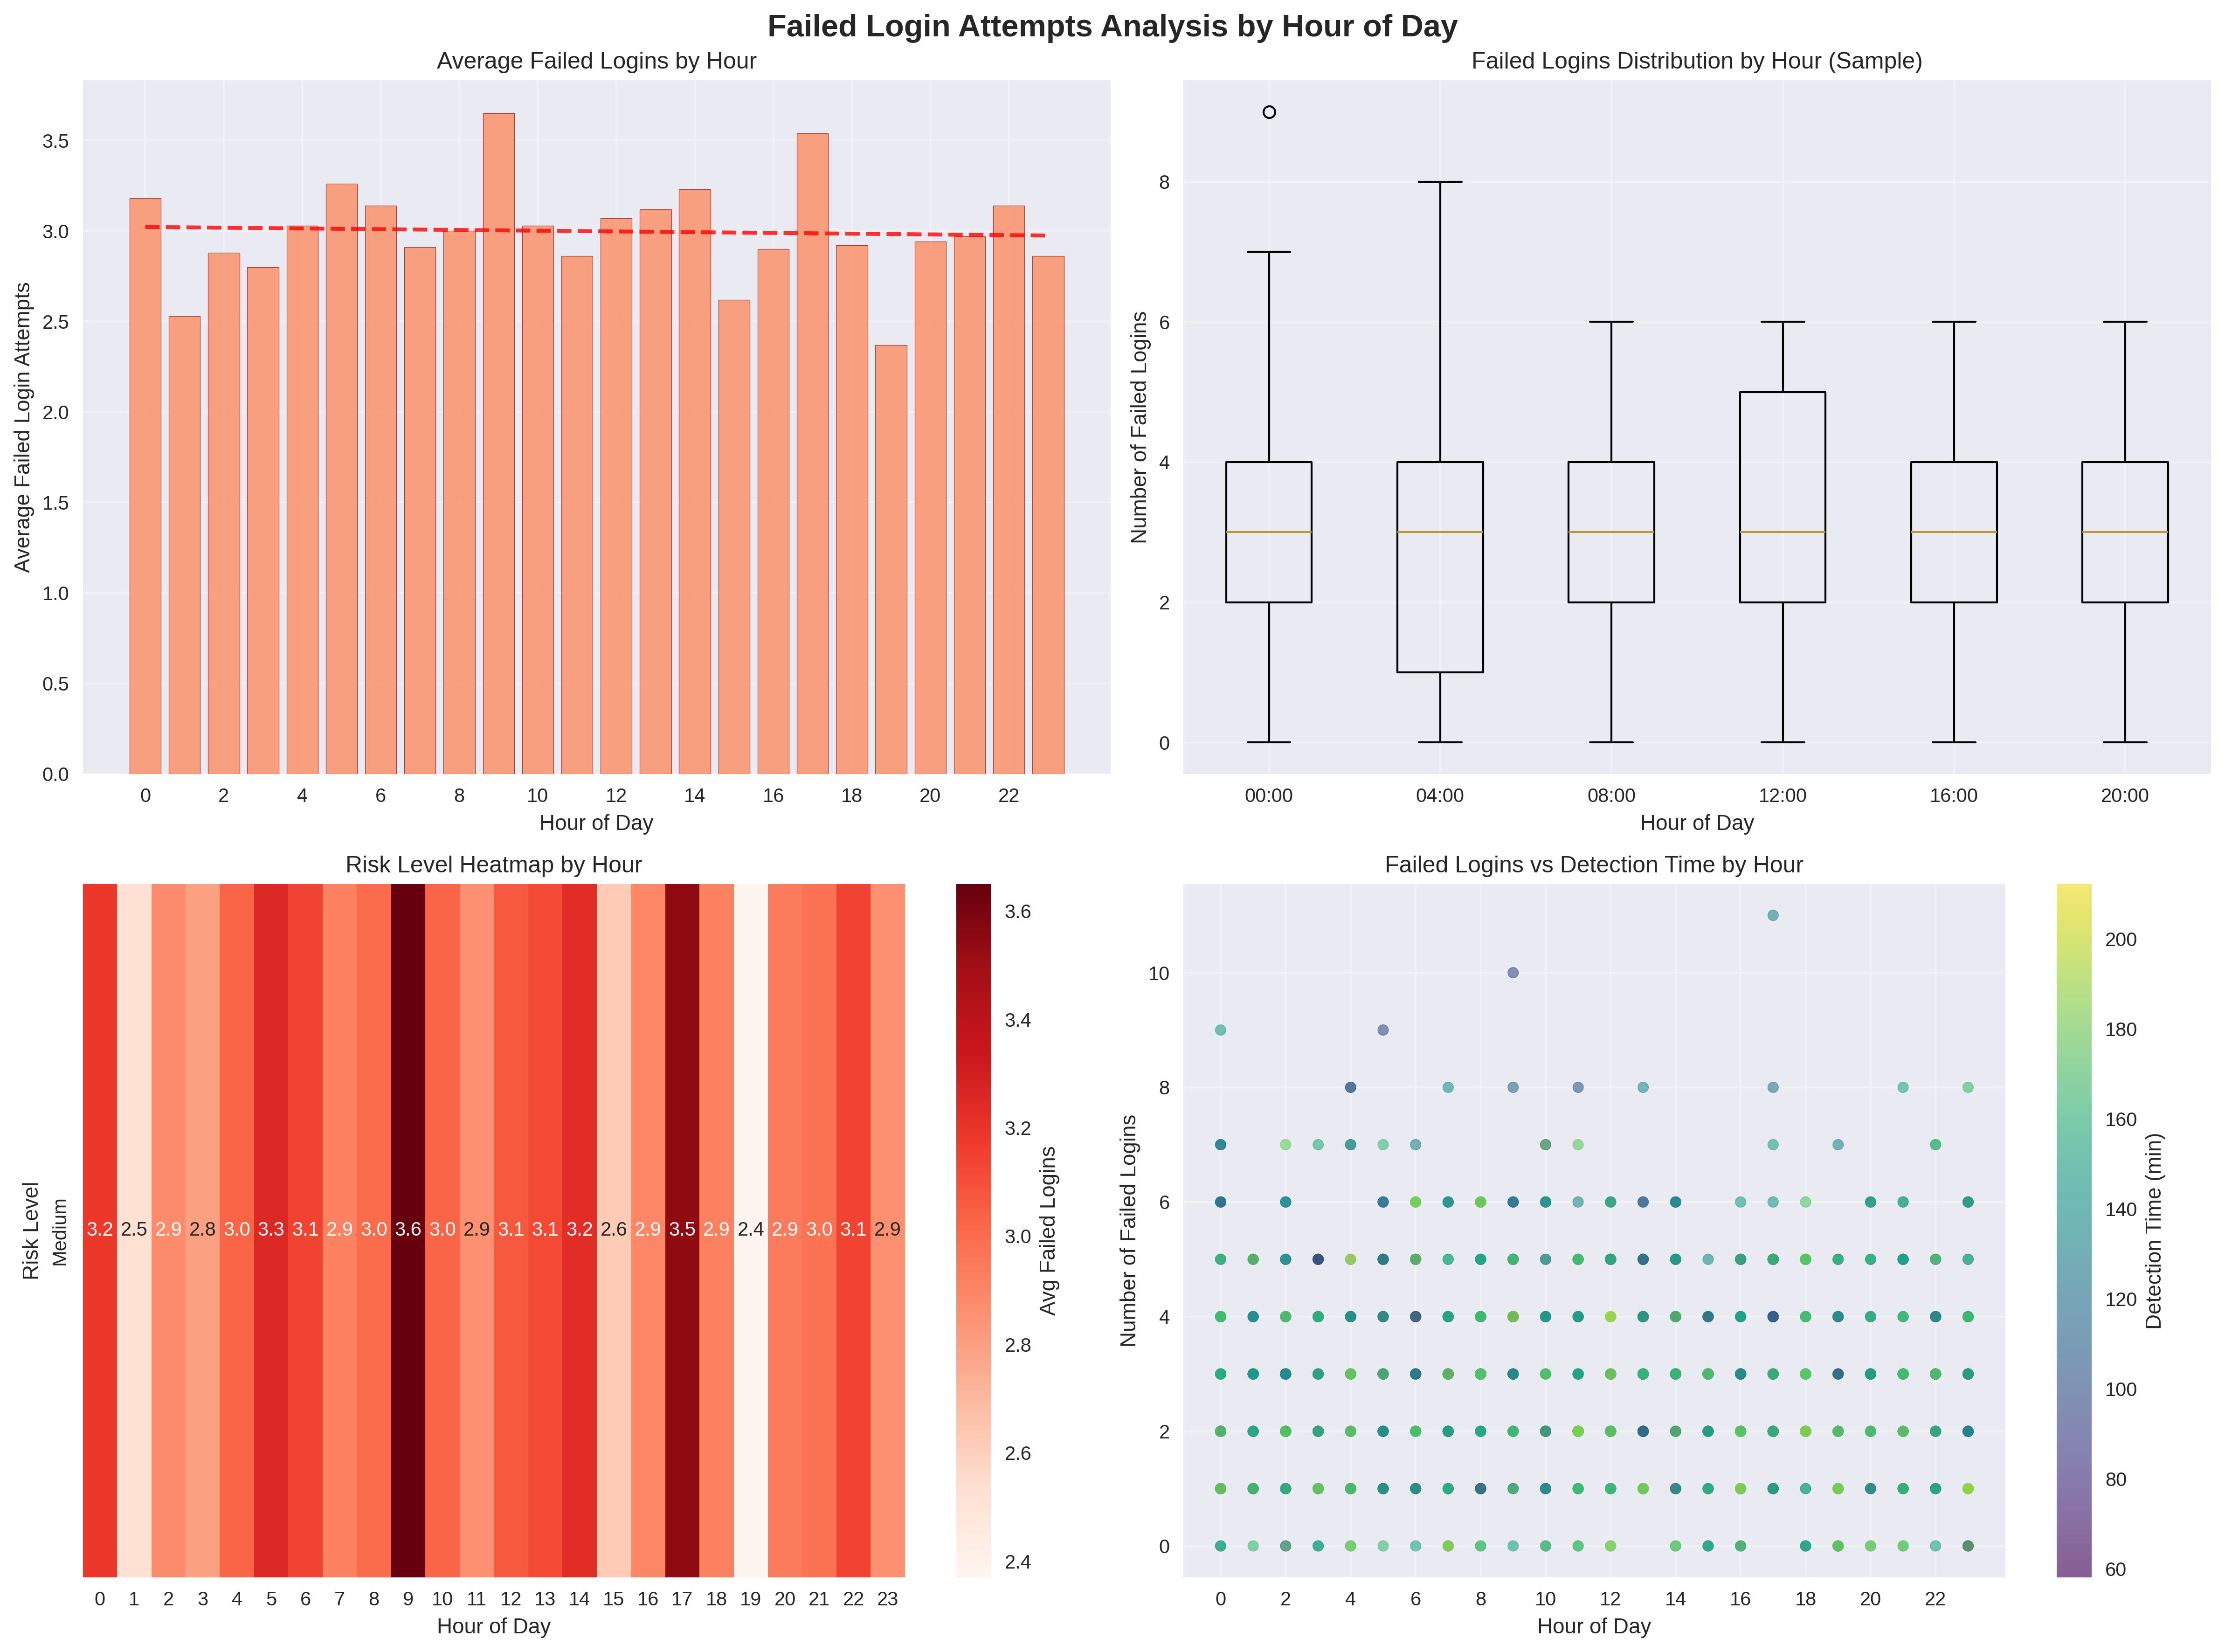 Failed Login Attempts Analysis by Hour of Day
Average Failed Logins by Hour
Average Failed Login Attempts
3.5
3.0
2.5
2.0
1.5
1.0
0.5
0.0
0 2 4 6 8 10 12 14 16 18 20 22
Hour of Day
Failed Logins Distribution by Hour (Sample)
Number of Failed Logins
8
6
4
2
0
00:00 04:00 08:00 12:00 16:00 20:00
Hour of Day
Risk Level Heatmap by Hour
Risk Level
Medium
3.2 2.5 2.9 2.8 3.0 3.3 3.1 2.9 3.0 3.6 3.0 2.9 3.1 3.1 3.2 2.6 2.9 3.5 2.9 2.4 2.9 3.0 3.1 2.9
0 1 2 3 4 5 6 7 8 9 10 11 12 13 14 15 16 17 18 19 20 21 22 23
Hour of Day
3.6
3.4
3.2
3.0
2.8
2.6
2.4
Avg Failed Logins
Failed Logins vs Detection Time by Hour
Number of Failed Logins
10
8
6
4
2
0
0 2 4 6 8 10 12 14 16 18 20 22
Hour of Day
200
180
160
140
120
100
80
60
Detection Time (min)